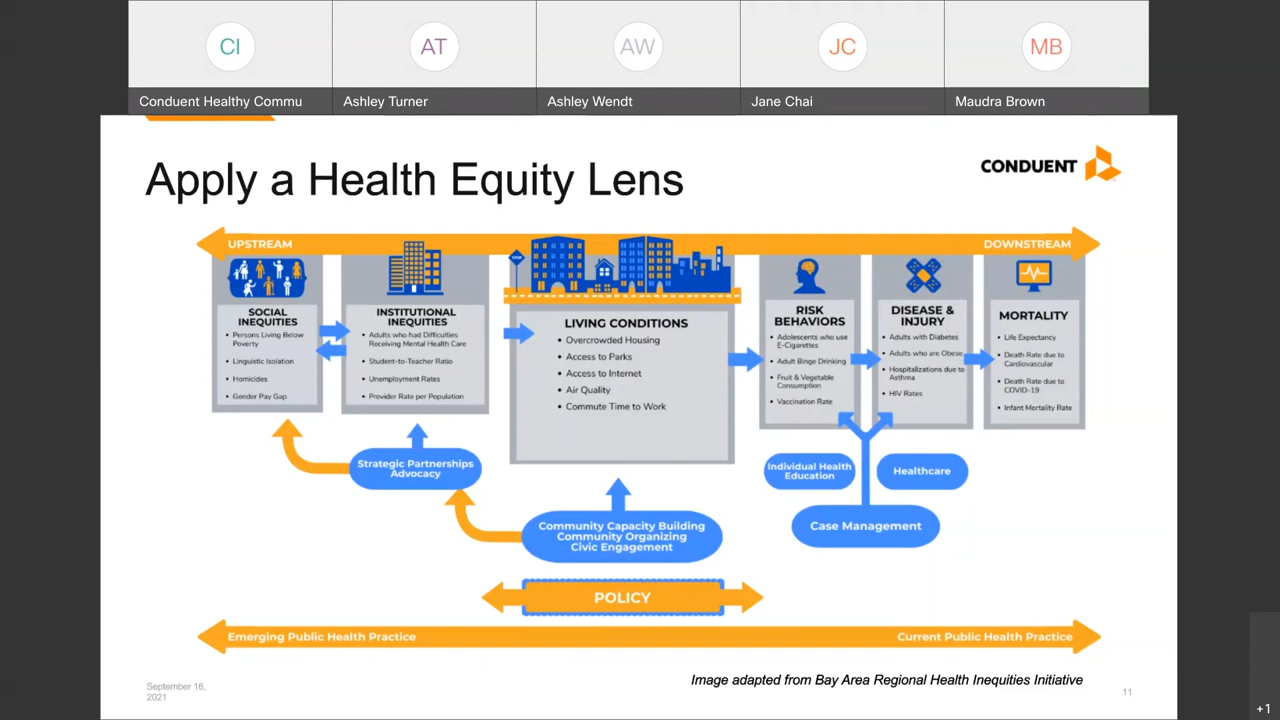 CI
AT
AW
JC
MB
Conduent Healthy Commu
Ashley Turner
Ashley Wendt
Jane Chai
Maudra Brown
Apply a Health Equity Lens
CONDUENT
UPSTREAM
DOWNSTREAM
STOP
SOCIAL
INEQUITIES
• Persons Living Below
Poverty
• Linguistic Isolation
• Homicides
• Gender Pay Gap
INSTITUTIONAL
INEQUITIES
• Adults who had Difficulties
Receiving Mental Health Care
• Student-to-Teacher Ratio
• Unemployment Rates
• Provider Rate per Population
LIVING CONDITIONS
• Overcrowded Housing
• Access to Parks
• Access to Internet
• Air Quality
• Commute Time to Work
RISK
BEHAVIORS
• Adolescents who use
E-Cigarettes
• Adult Binge Drinking
• Fruit & Vegetable
Consumption
• Vaccination Rate
DISEASE &
INJURY
• Adults with Diabetes
• Adults who are Obese
• Hospitalizations due to
Asthma
• HIV Rates
MORTALITY
• Life Expectancy
• Death Rate due to
Cardiovascular
• Death Rate due to
COVID-19
• Infant Mortality Rate
Strategic Partnerships
Advocacy
Community Capacity Building
Community Organizing
Civic Engagement
Individual Health
Education
Healthcare
Case Management
POLICY
Emerging Public Health Practice
Current Public Health Practice
September 16,
2021
Image adapted from Bay Area Regional Health Inequities Initiative
11
+1